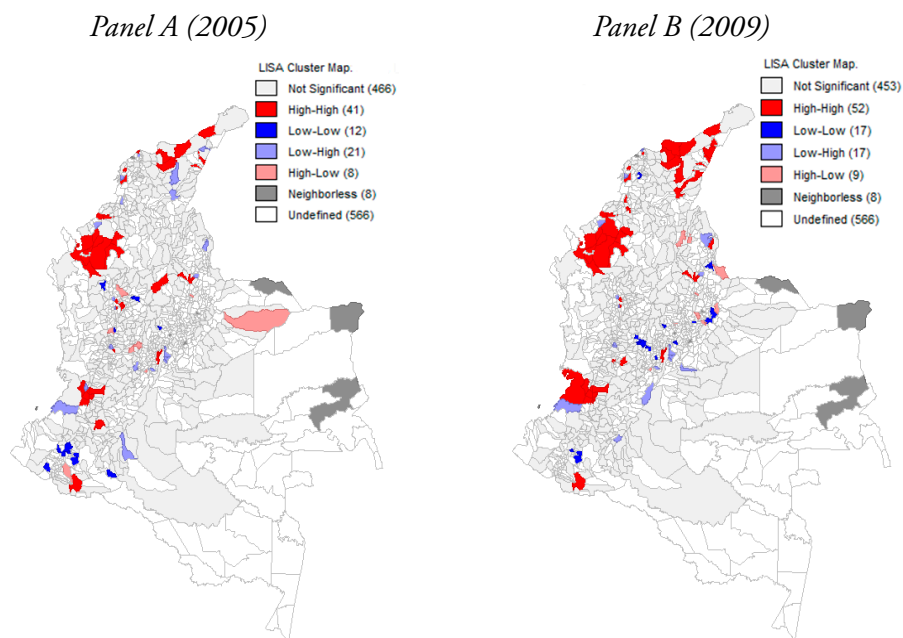 Panel A (2005)
Panel B (2009)
LISA Cluster Map.
Not Significant (466)
High-High (41)
Low-Low (12)
Low-High (21)
High-Low (8)
Neighborless (8)
Undefined (566)
LISA Cluster Map.
Not Significant (453)
High-High (52)
Low-Low (17)
Low-High (17)
High-Low (9)
Neighborless (8)
Undefined (566)